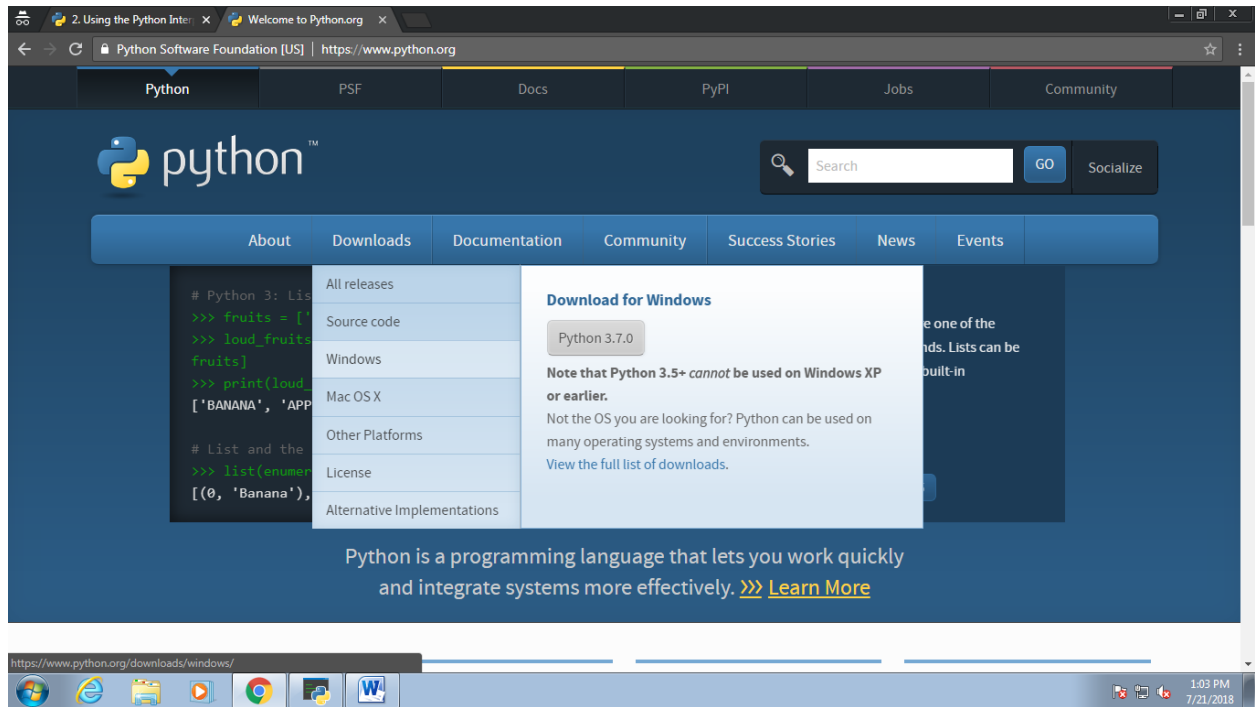 2. Using the Python Inter
Welcome to Python.org
Python Software Foundation [US] | https://www.python.org
Python PSF Docs PyPI Jobs Community
python™
Search GO Socialize
About Downloads Documentation Community Success Stories News Events
# Python 3: Lis
>>> fruits = ['
>>> loud_fruits
fruits]
>>> print(loud_
['BANANA', 'APP
# List and the
>>> list(enumer
[(0, 'Banana'),
All releases
Source code
Windows
Mac OS X
Other Platforms
License
Alternative Implementations
Download for Windows
Python 3.7.0
Note that Python 3.5+ cannot be used on Windows XP
or earlier.
Not the OS you are looking for? Python can be used on
many operating systems and environments.
View the full list of downloads.
one of the
Lists can be
built-in
Python is a programming language that lets you work quickly
and integrate systems more effectively. >>> Learn More
https://www.python.org/downloads/windows/
W
1:03 PM
7/21/2018